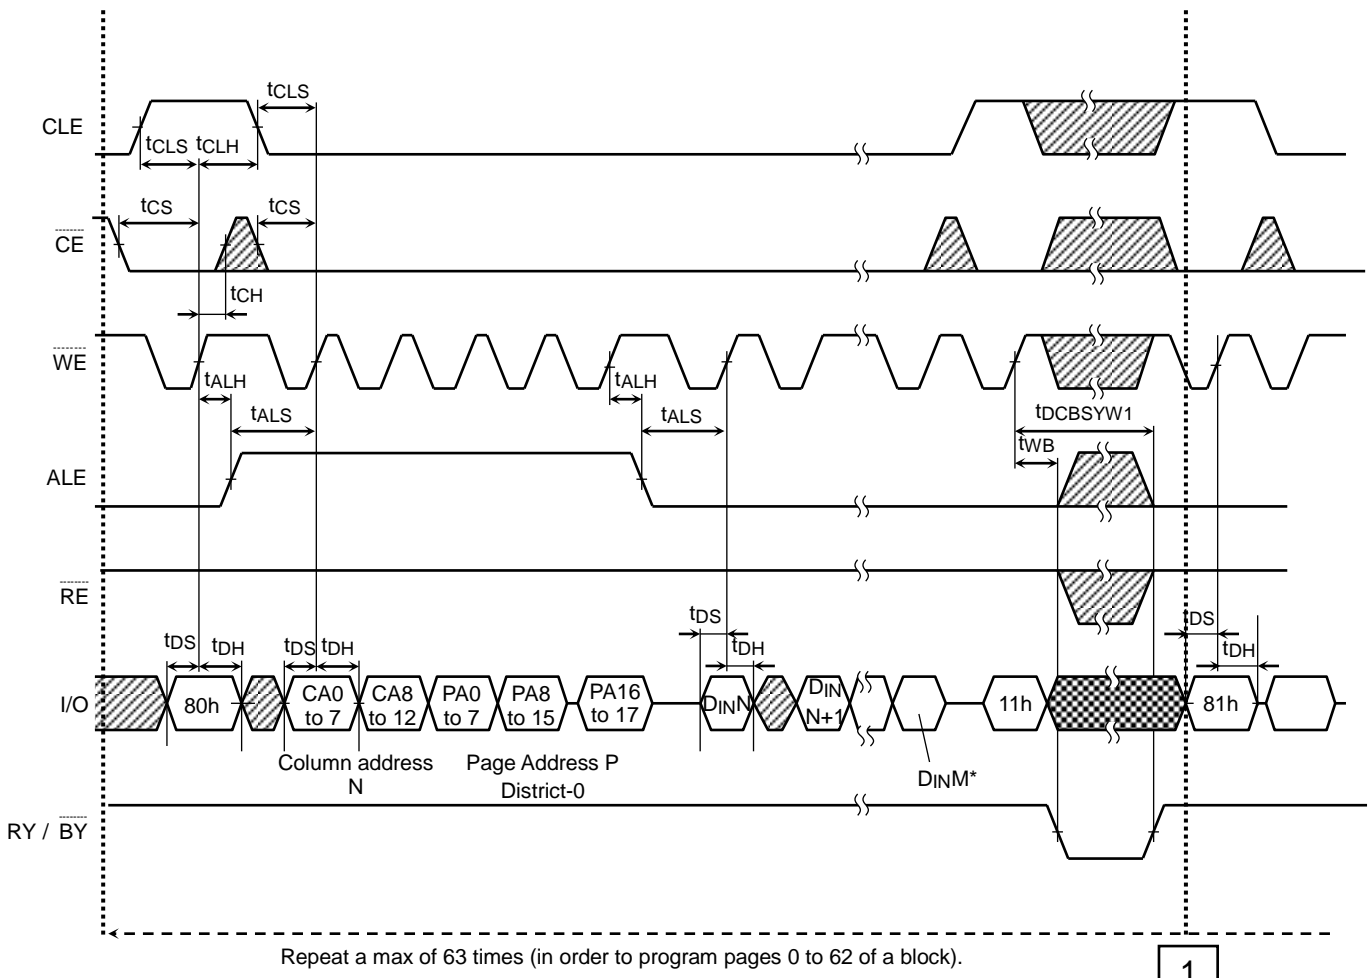 tCLS
CLE
tCLS tCLH
tCS tCS
CE
tCH
WE
tALH tALH
tDCBSYW1
tALS tALS
tWB
ALE
RE
tDS tDS
tDS tDH tDS tDH tDH tDH
I/O 80h CA0 to 7 CA8 to 12 PA0 to 7 PA8 to 15 PA16 to 17 DINN DIN N+1 11h 81h
Column address N
Page Address P
District-0
DINM*
RY / BY
Repeat a max of 63 times (in order to program pages 0 to 62 of a block).
1